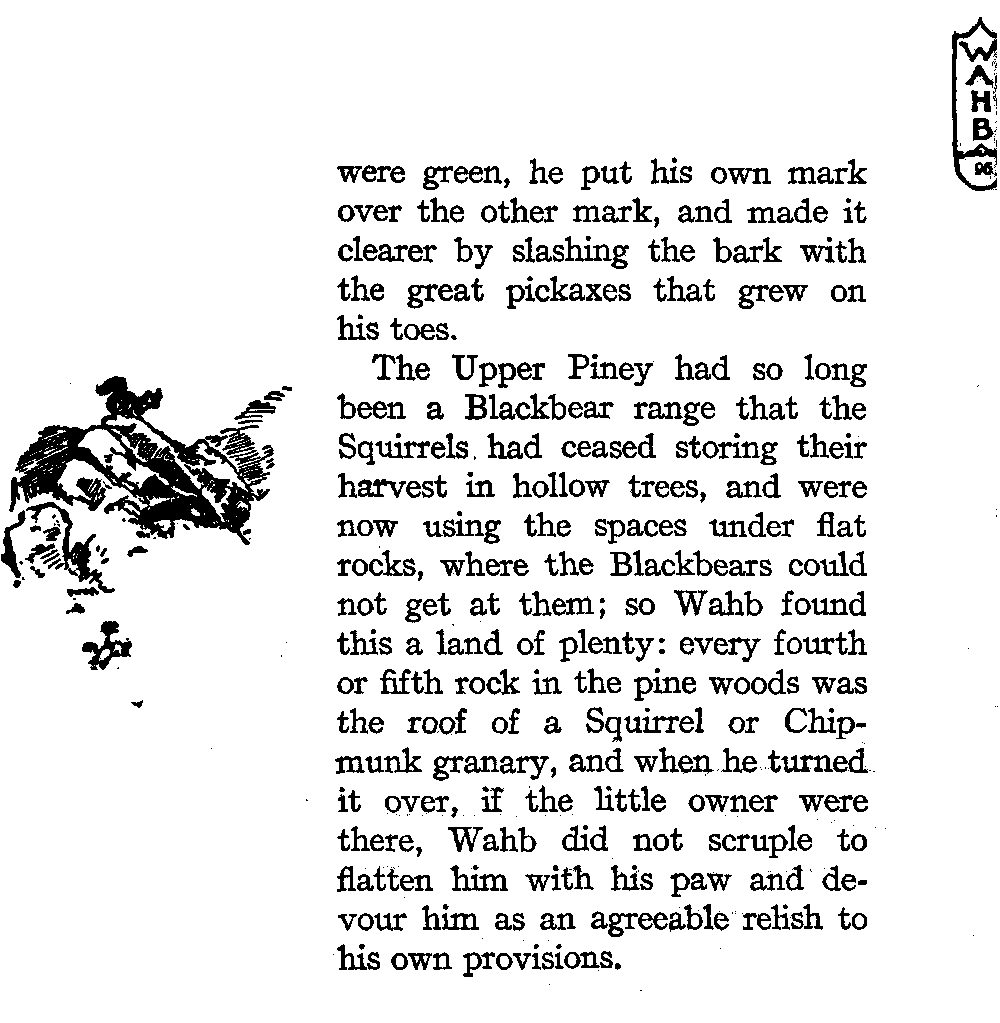 WAHB
96
were green, he put his own mark
over the other mark, and made it
clearer by slashing the bark with
the great pickaxes that grew on
his toes.
The Upper Piney had so long
been a Blackbear range that the
Squirrels had ceased storing their
harvest in hollow trees, and were
now using the spaces under flat
rocks, where the Blackbears could
not get at them; so Wahb found
this a land of plenty: every fourth
or fifth rock in the pine woods was
the roof of a Squirrel or Chip-
munk granary, and when he turned
it over, if the little owner were
there, Wahb did not scruple to
flatten him with his paw and de-
vour him as an agreeable relish to
his own provisions.